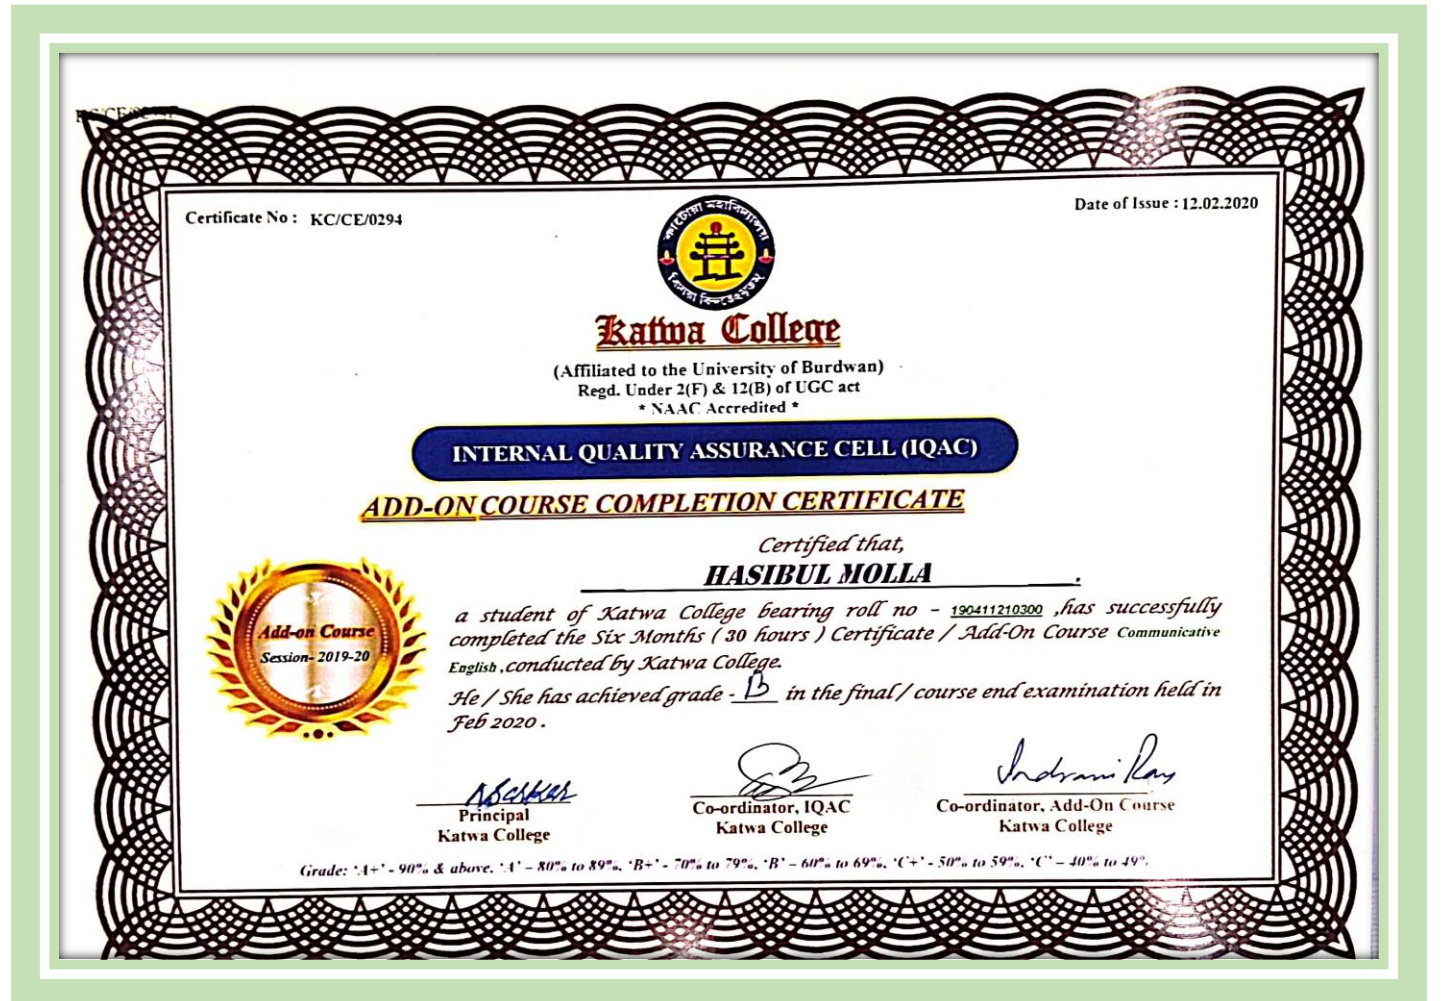 Certificate No : KC/CE/0294
Date of Issue : 12.02.2020
কাটোয়া মহাবিদ্যালয়
Katwa College
(Affiliated to the University of Burdwan)
Regd. Under 2(F) & 12(B) of UGC act
* NAAC Accredited *
INTERNAL QUALITY ASSURANCE CELL (IQAC)
ADD-ON COURSE COMPLETION CERTIFICATE
Certified that,
HASIBUL MOLLA .
a student of Katwa College bearing roll no - 190411210300 ,has successfully
completed the Six Months ( 30 hours ) Certificate / Add-On Course Communicative
English ,conducted by Katwa College.
He / She has achieved grade - B in the final / course end examination held in
Feb 2020 .
Add-on Course
Session- 2019-20
Indrani Ray
Principal
Katwa College
Co-ordinator, IQAC
Katwa College
Co-ordinator, Add-On Course
Katwa College
Grade: 'A+' - 90% & above, 'A' – 80% to 89%, 'B+' - 70% to 79%, 'B' – 60% to 69%, 'C+' - 50% to 59%, 'C' – 40% to 49%.